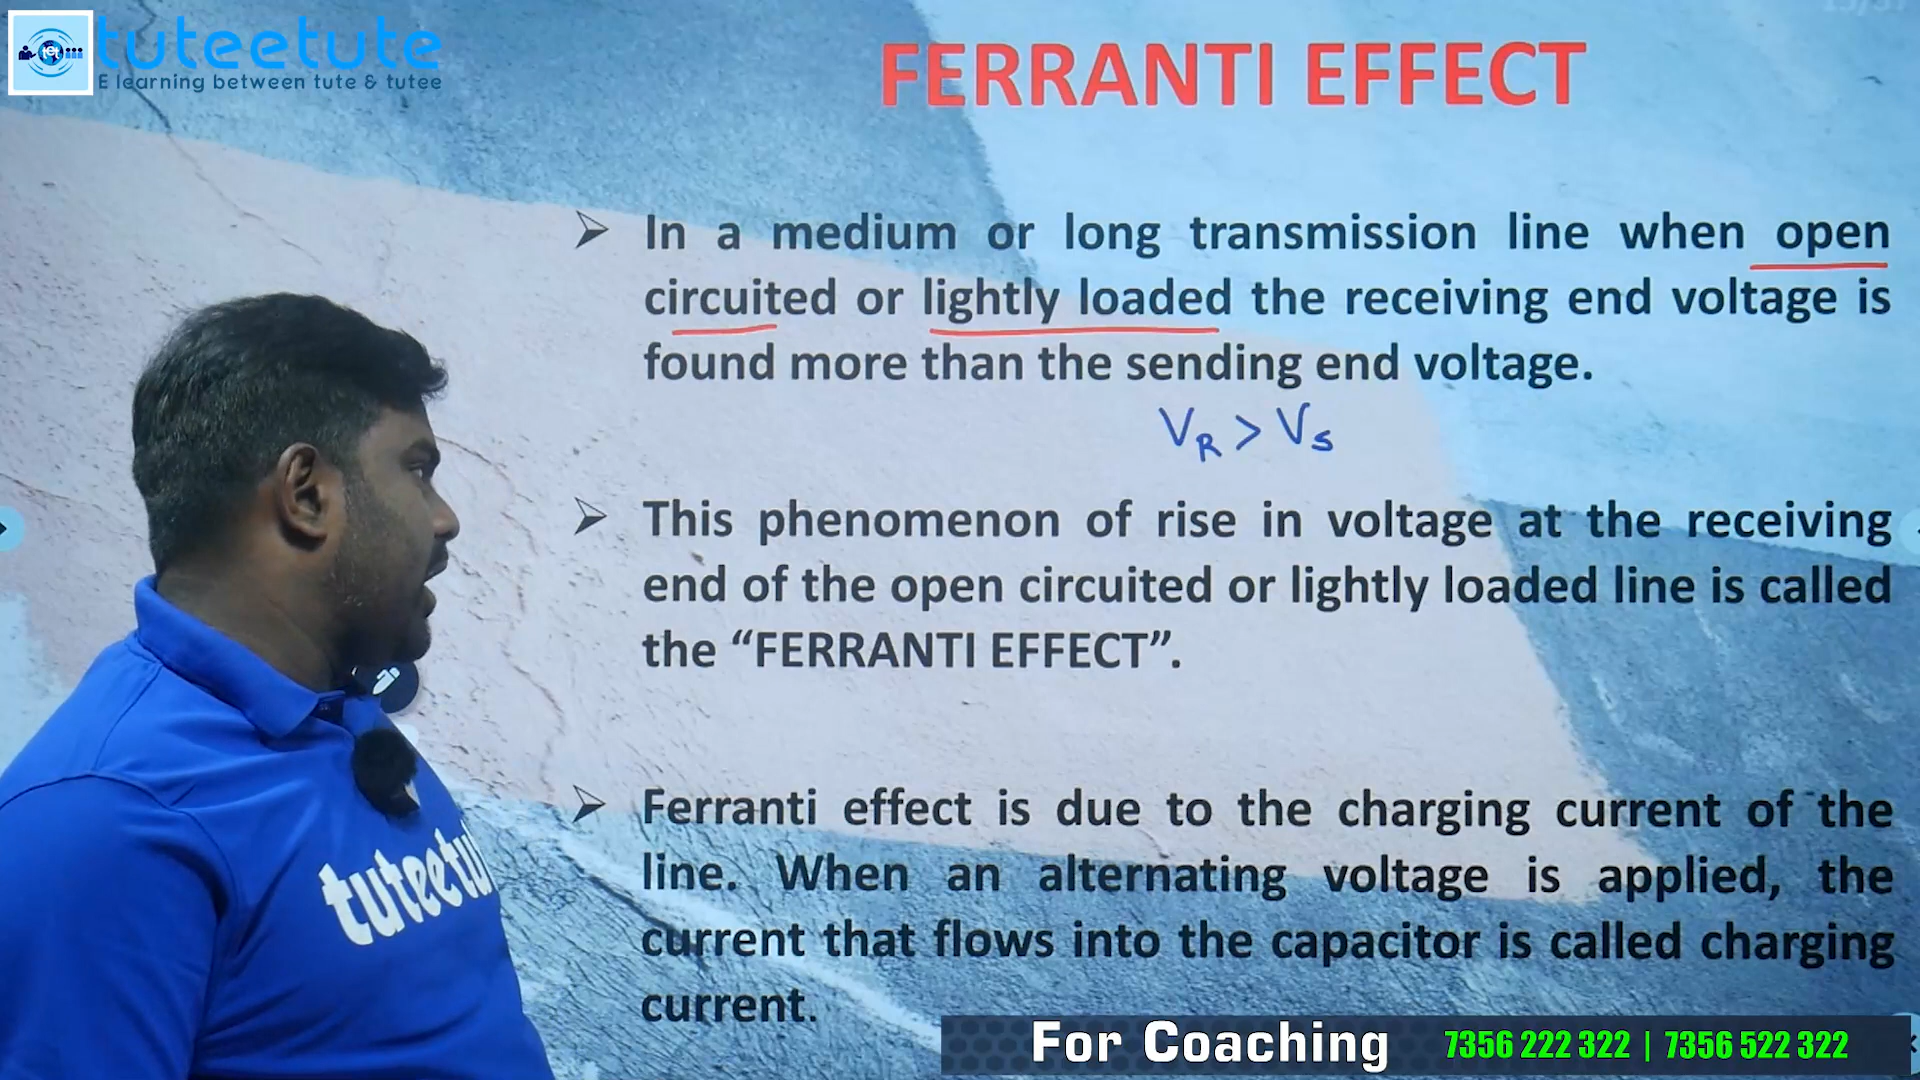 tuteetute
E learning between tute & tutee
FERRANTI EFFECT
In a medium or long transmission line when open
circuited or lightly loaded the receiving end voltage is
found more than the sending end voltage.
VR > VS
This phenomenon of rise in voltage at the receiving
end of the open circuited or lightly loaded line is called
the “FERRANTI EFFECT”.
Ferranti effect is due to the charging current of the
line. When an alternating voltage is applied, the
current that flows into the capacitor is called charging
current.
tuteetu
For Coaching 7356 222 322 | 7356 522 322